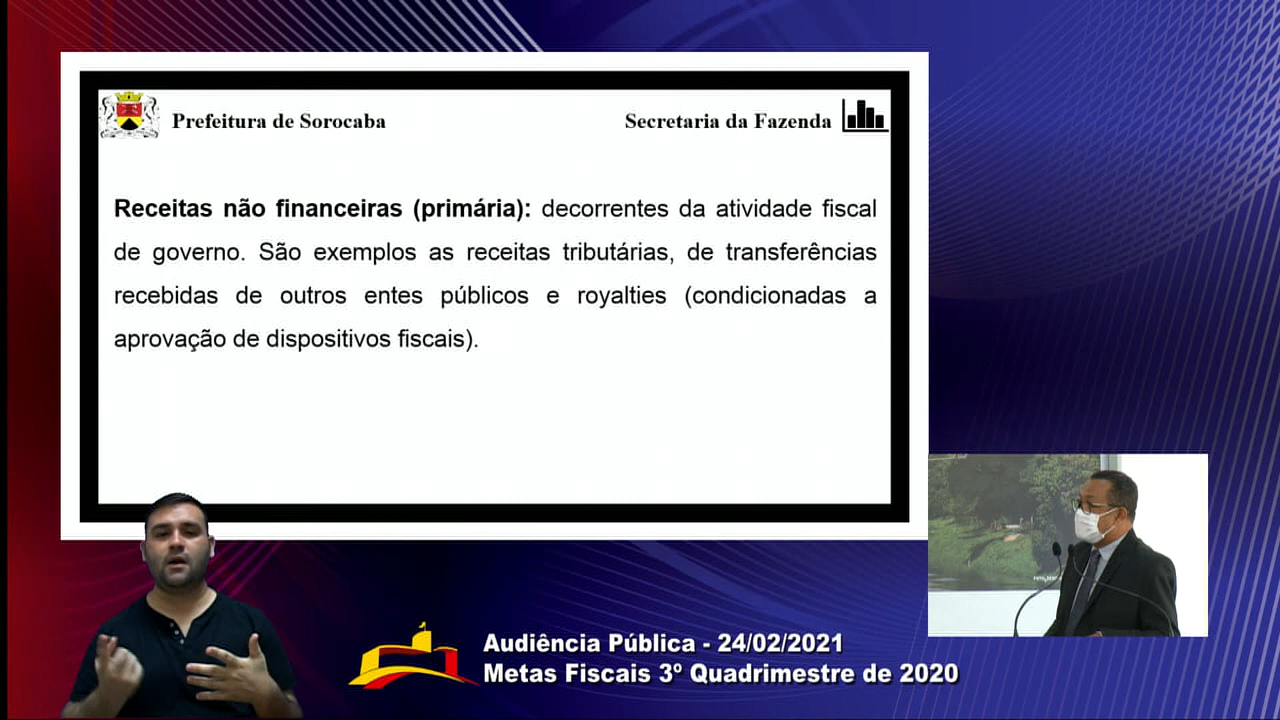 Prefeitura de Sorocaba
Secretaria da Fazenda
Receitas não financeiras (primária): decorrentes da atividade fiscal
de governo. São exemplos as receitas tributárias, de transferências
recebidas de outros entes públicos e royalties (condicionadas a
aprovação de dispositivos fiscais).
Audiência Pública - 24/02/2021
Metas Fiscais 3º Quadrimestre de 2020